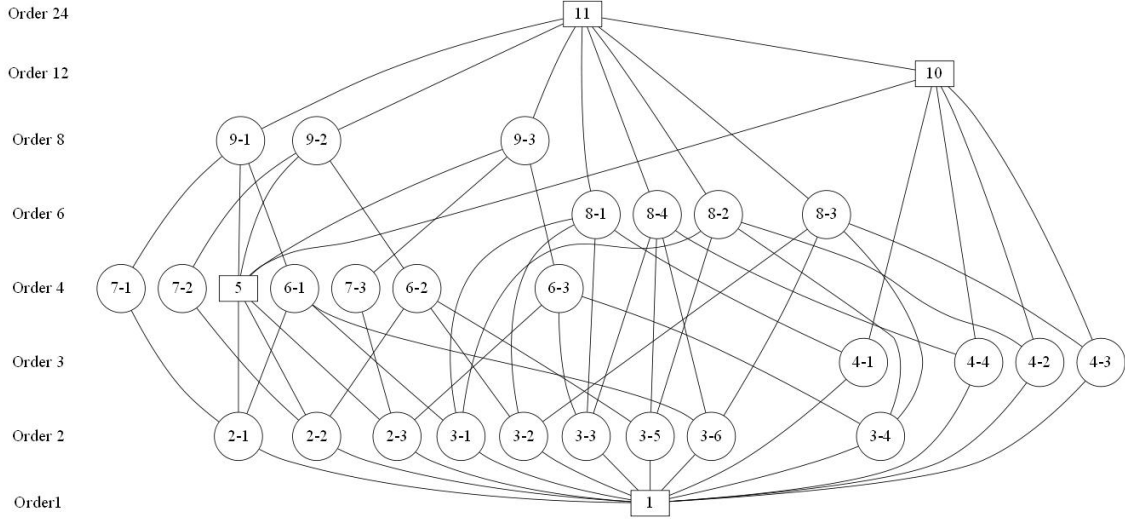 Order 24 11
Order 12 10
Order 8 9-1 9-2 9-3
Order 6 8-1 8-4 8-2 8-3
Order 4 7-1 7-2 5 6-1 7-3 6-2 6-3
Order 3 4-1 4-4 4-2 4-3
Order 2 2-1 2-2 2-3 3-1 3-2 3-3 3-5 3-6 3-4
Order1 1